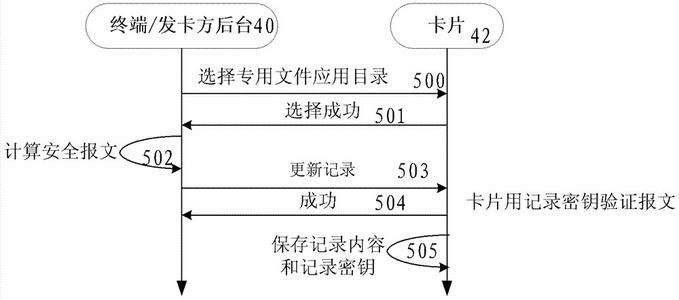 终端/发卡方后台40
卡片 42
选择专用文件应用目录 500
选择成功 501
计算安全报文 502
更新记录 503
成功 504 卡片用记录密钥验证报文
保存记录内容 505
和记录密钥